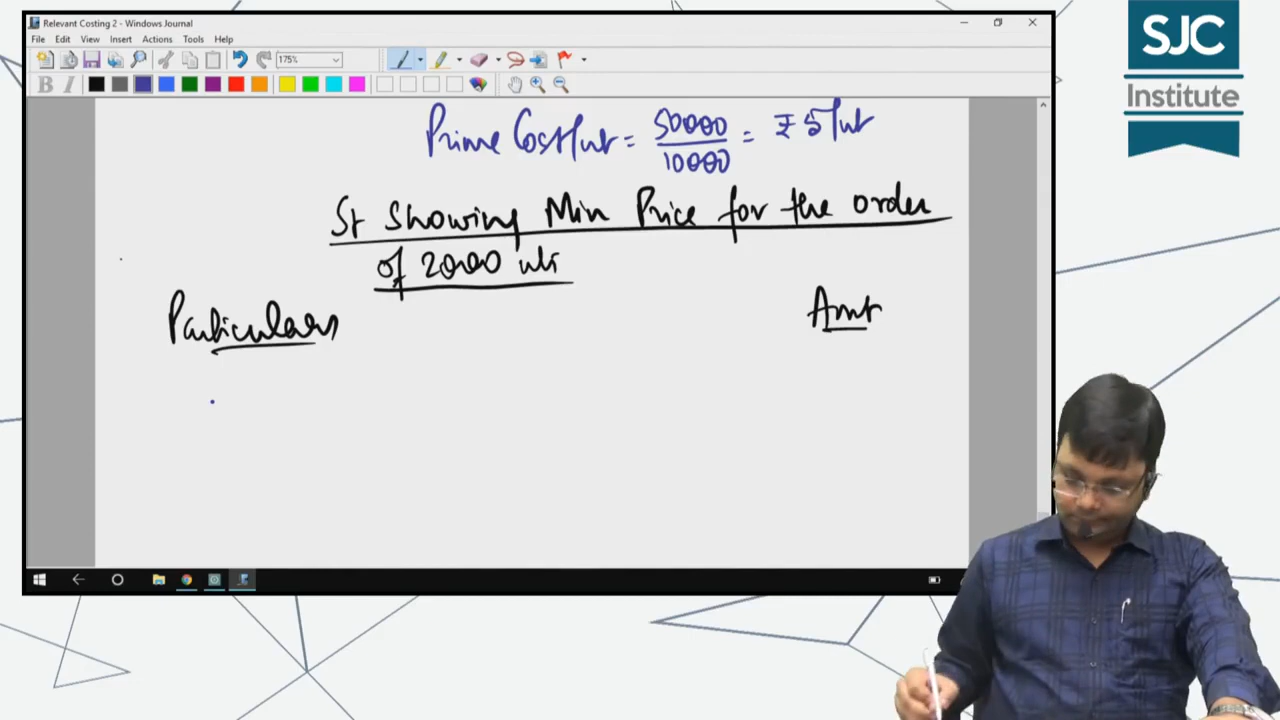 Relevant Costing 2 - Windows Journal
File Edit View Insert Actions Tools Help
175%
B I
Prime Cost/ut = 50000 / 10000 = ₹ 5/ut
St Showing Min Price for the order
of 2000 uts
Particulars Amt
SJC
Institute